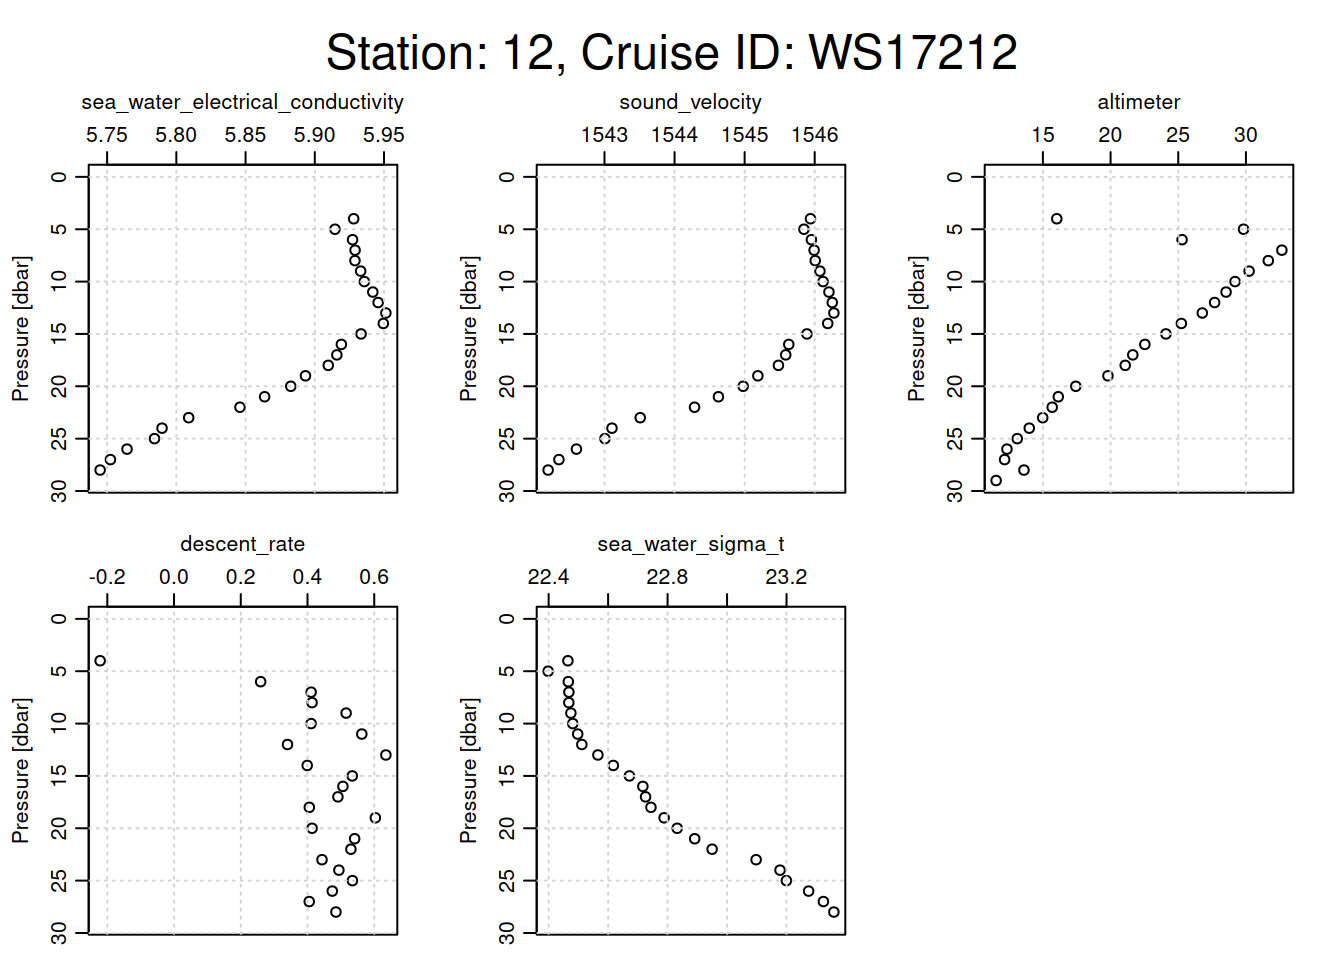 Station: 12, Cruise ID: WS17212
sea_water_electrical_conductivity
5.75 5.80 5.85 5.90 5.95
Pressure [dbar]
0
5
10
15
20
25
30
sound_velocity
1543 1544 1545 1546
Pressure [dbar]
0
5
10
15
20
25
30
altimeter
15 20 25 30
Pressure [dbar]
0
5
10
15
20
25
30
descent_rate
-0.2 0.0 0.2 0.4 0.6
Pressure [dbar]
0
5
10
15
20
25
30
sea_water_sigma_t
22.4 22.8 23.2
Pressure [dbar]
0
5
10
15
20
25
30